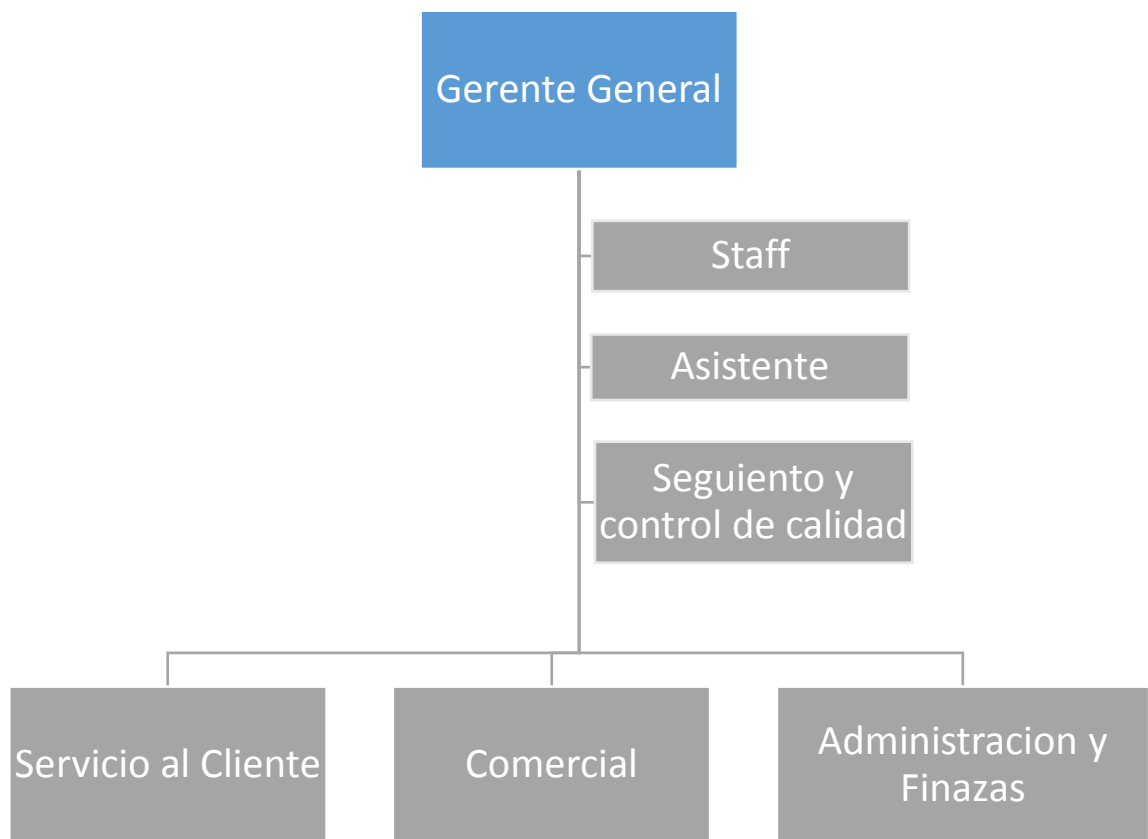 Gerente General
Staff
Asistente
Seguiento y
control de calidad
Servicio al Cliente
Comercial
Administracion y
Finazas